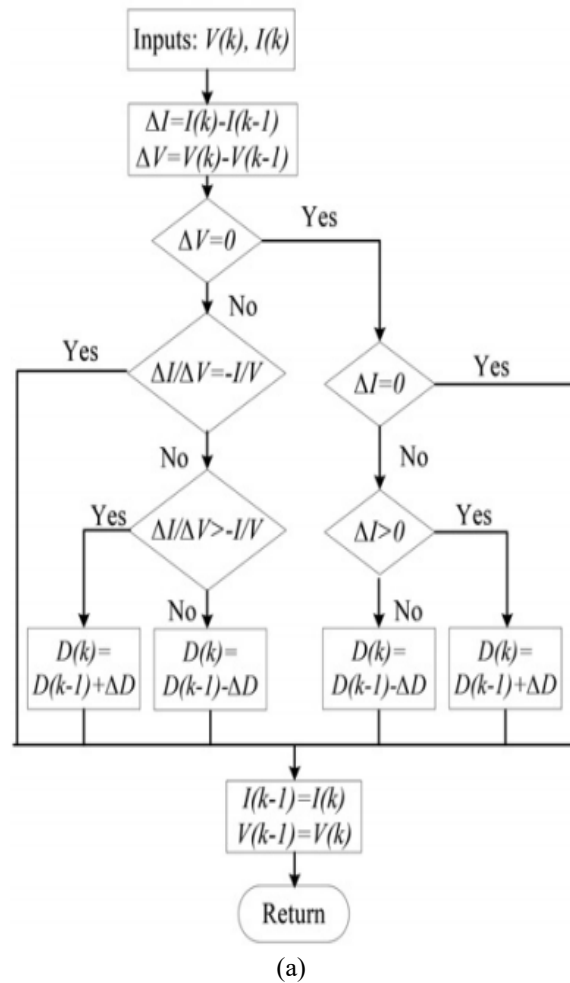 Inputs: V(k), I(k)
ΔI=I(k)-I(k-1)
ΔV=V(k)-V(k-1)
Yes
ΔV=0
No
Yes
Yes
ΔI/ΔV=-I/V
ΔI=0
No
No
Yes
Yes
ΔI/ΔV>-I/V
ΔI>0
No
No
D(k)=
D(k-1)+ΔD
D(k)=
D(k-1)-ΔD
D(k)=
D(k-1)-ΔD
D(k)=
D(k-1)+ΔD
I(k-1)=I(k)
V(k-1)=V(k)
Return
(a)